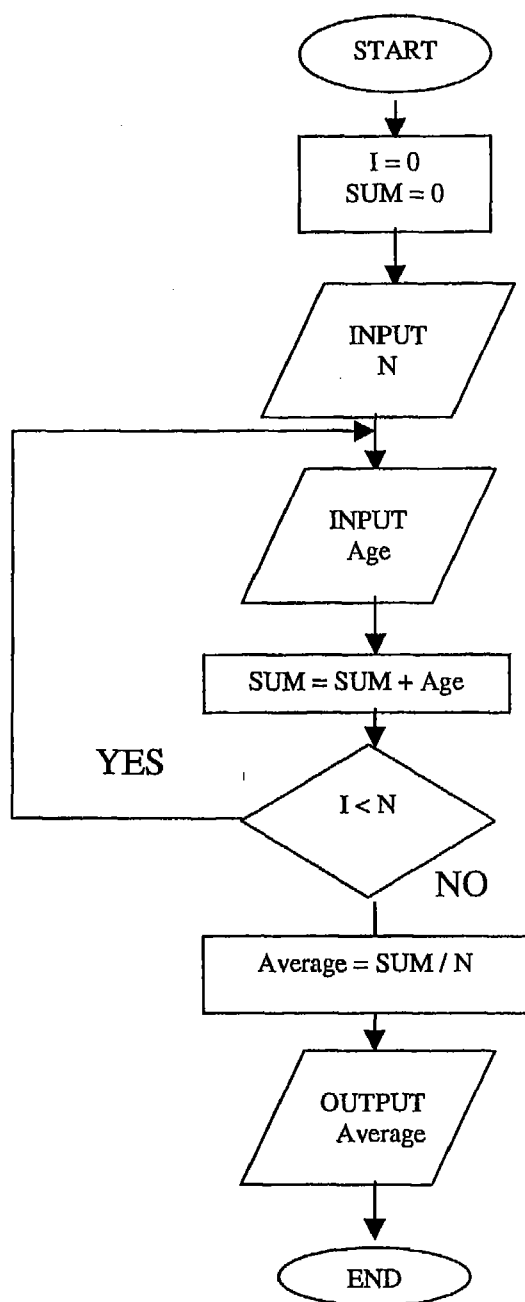 START
I = 0
SUM = 0
INPUT
N
INPUT
Age
SUM = SUM + Age
YES
I < N
NO
Average = SUM / N
OUTPUT
Average
END